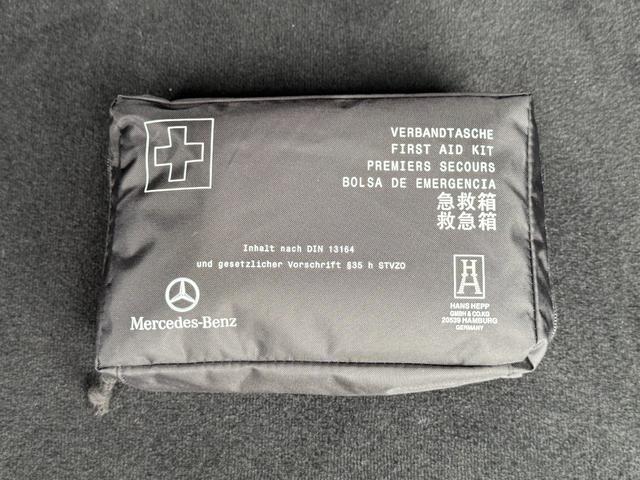 VERBANDTASCHE
FIRST AID KIT
PREMIERS SECOURS
BOLSA DE EMERGENCIA
急救箱
救急箱
Inhalt nach DIN 13164
und gesetzlicher Vorschrift §35 h STVZO
Mercedes-Benz
HA
HANS HEPP
GMBH & CO.KG
20539 HAMBURG
GERMANY